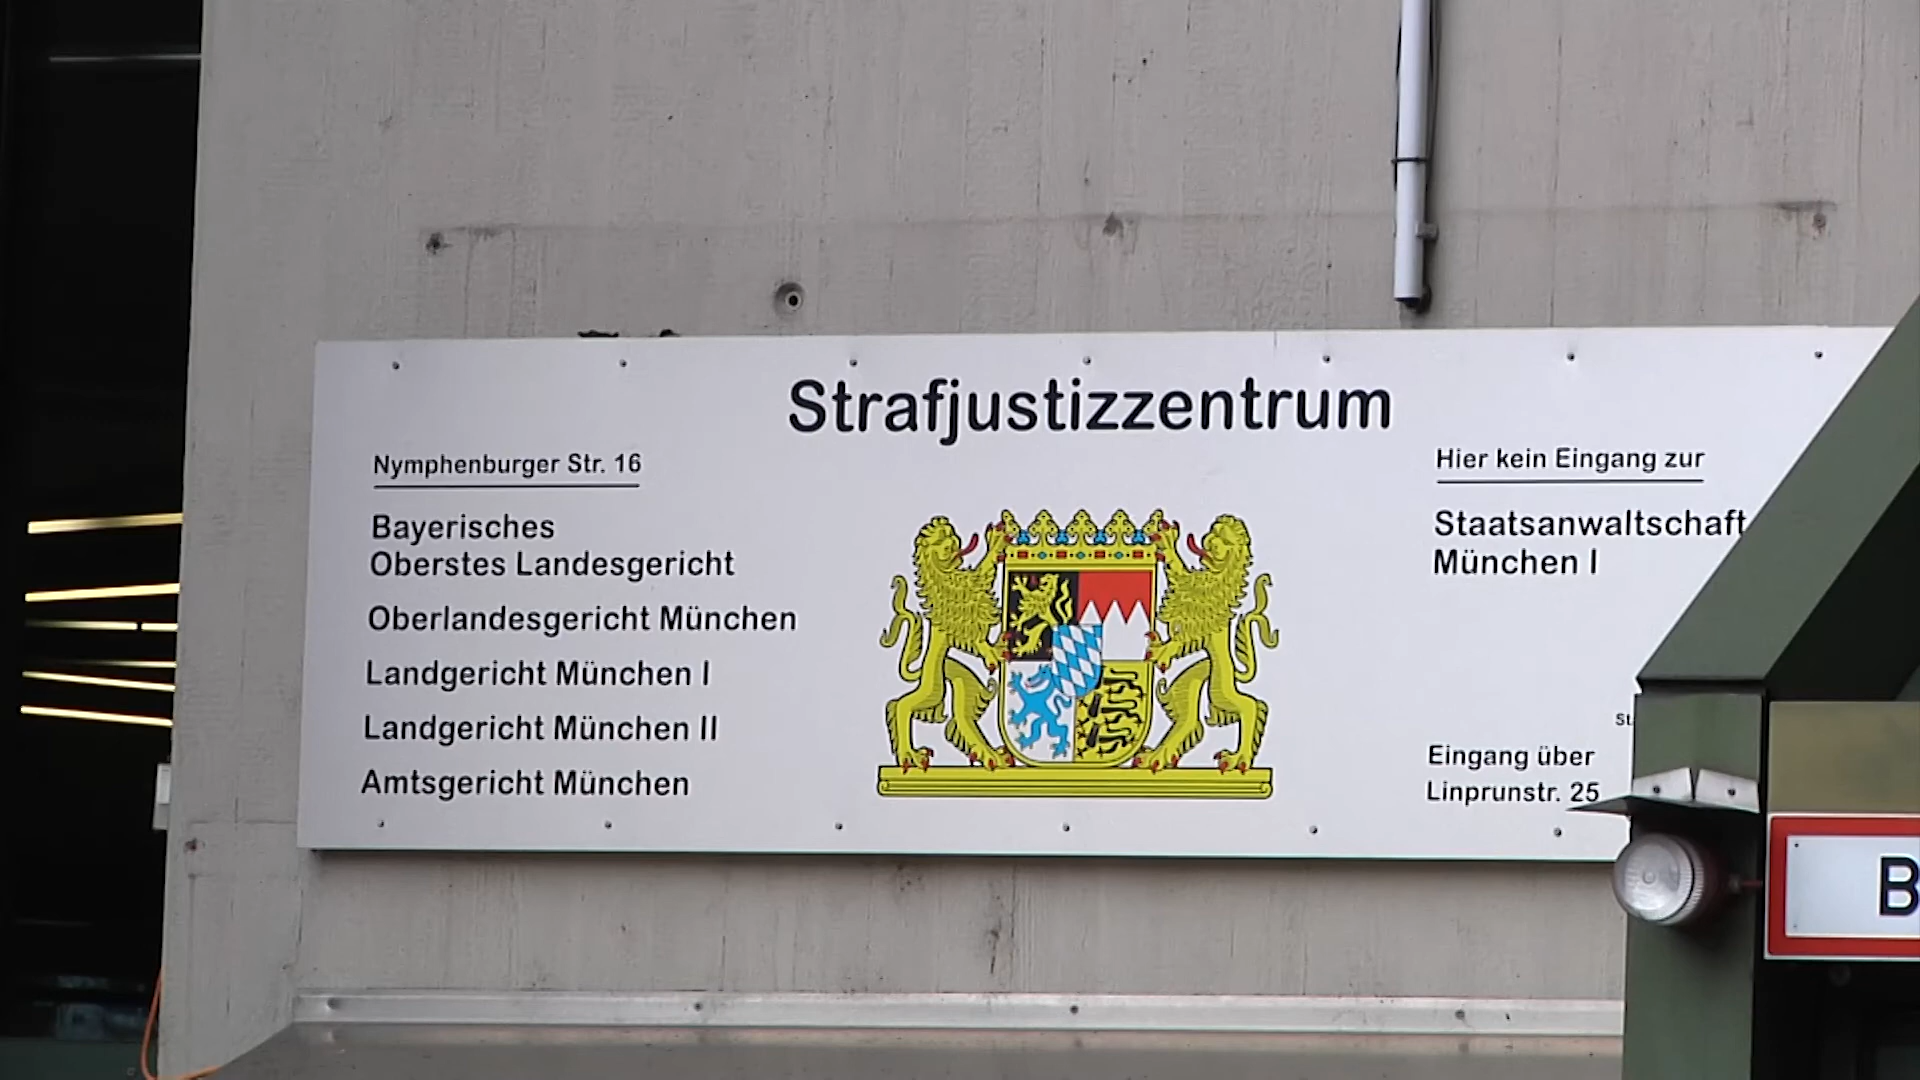 Strafjustizzentrum
Nymphenburger Str. 16
Bayerisches
Oberstes Landesgericht
Oberlandesgericht München
Landgericht München I
Landgericht München II
Amtsgericht München
Hier kein Eingang zur
Staatsanwaltschaft
München I
Eingang über
Linprunstr. 25